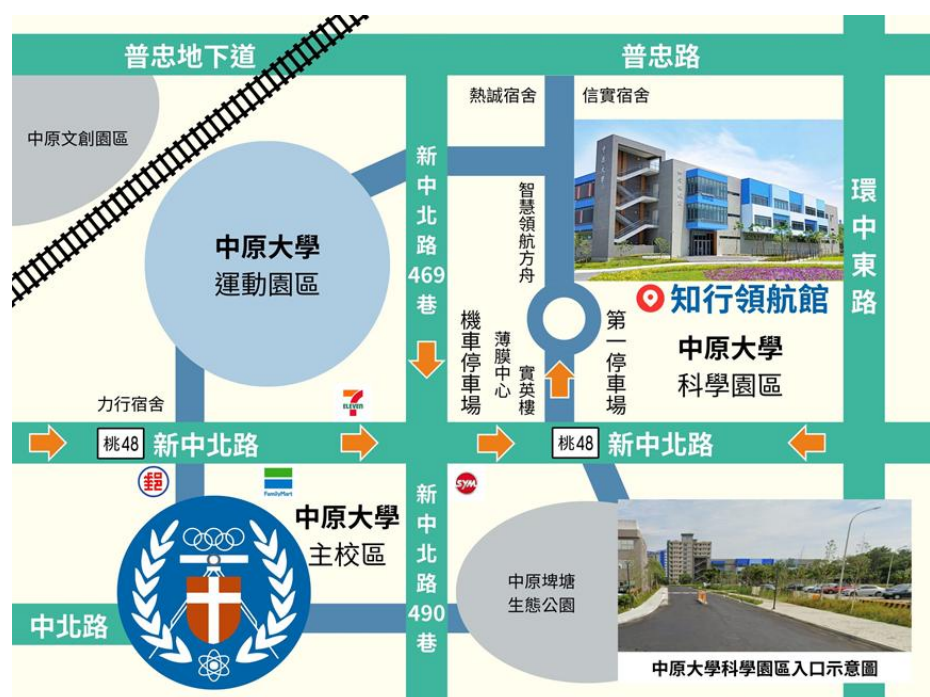 普忠地下道
普忠路
中原文創園區
熱誠宿舍
信實宿舍
新中北路469巷
環中東路
智慧領航方舟
中原大學
運動園區
知行領航館
中原大學
科學園區
機車停車場
薄膜中心
實英樓
第一停車場
力行宿舍
7
ELEVEN
桃48
新中北路
桃48
新中北路
郵
FamilyMart
SYM
中原大學
主校區
新中北路490巷
中原埤塘
生態公園
中北路
中原大學科學園區入口示意圖